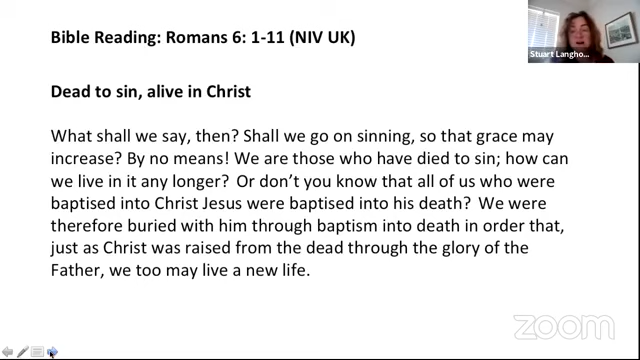 Bible Reading: Romans 6: 1-11 (NIV UK)
Stuart Langho...
Dead to sin, alive in Christ
What shall we say, then? Shall we go on sinning, so that grace may
increase? By no means! We are those who have died to sin; how can
we live in it any longer?  Or don’t you know that all of us who were
baptised into Christ Jesus were baptised into his death?  We were
therefore buried with him through baptism into death in order that,
just as Christ was raised from the dead through the glory of the
Father, we too may live a new life.
zoom